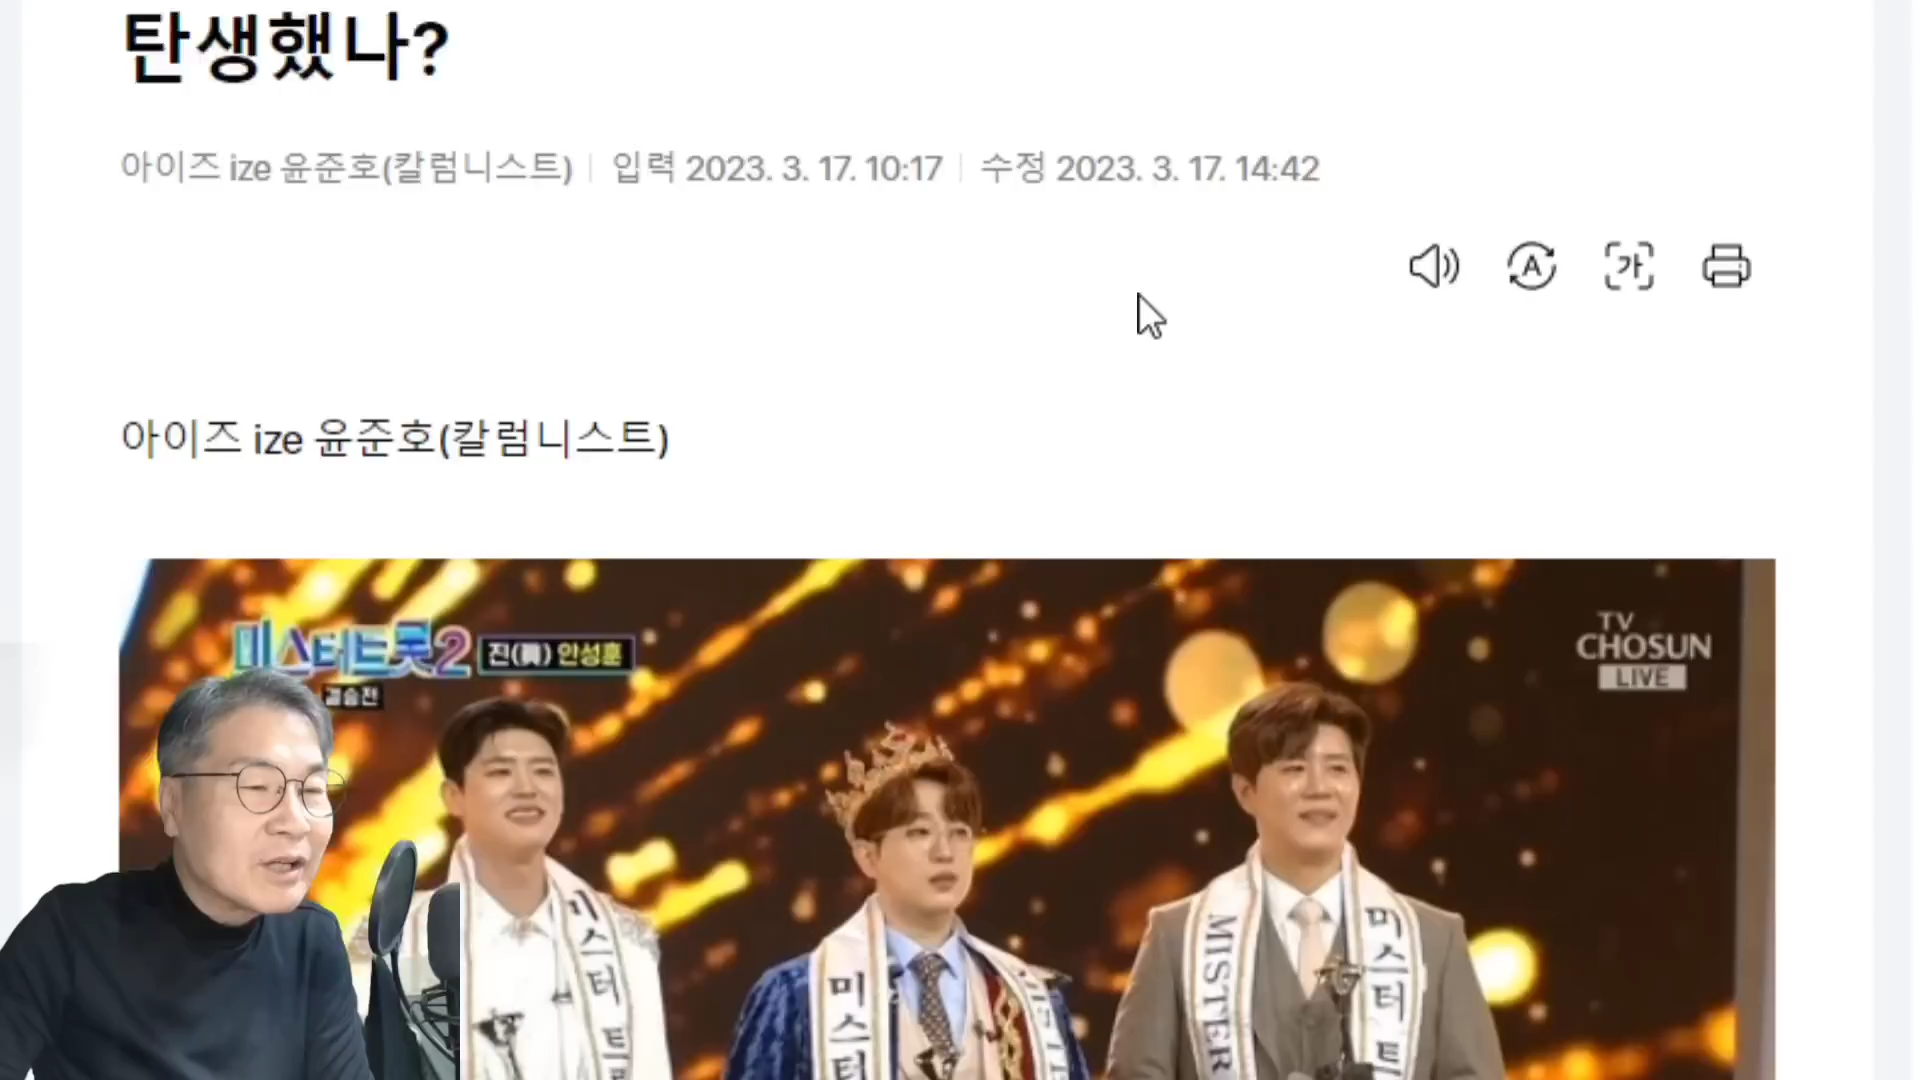 탄생했나?
아이즈 ize 윤준호(칼럼니스트) | 입력 2023. 3. 17. 10:17 | 수정 2023. 3. 17. 14:42
가
아이즈 ize 윤준호(칼럼니스트)
미스터트롯2 진(眞) 안성훈
결승전
TV
CHOSUN
LIVE
미스터 트
미스터
MISTER
미스터 트